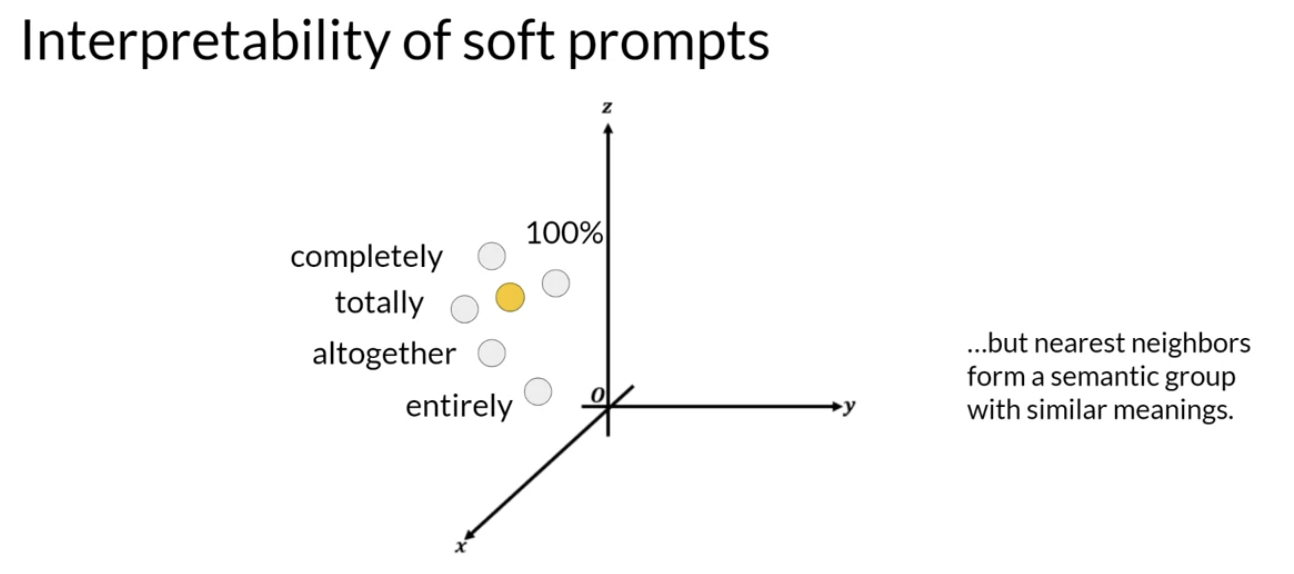 Interpretability of soft prompts
z
100%
completely
totally
altogether
entirely
O
y
x
...but nearest neighbors
form a semantic group
with similar meanings.